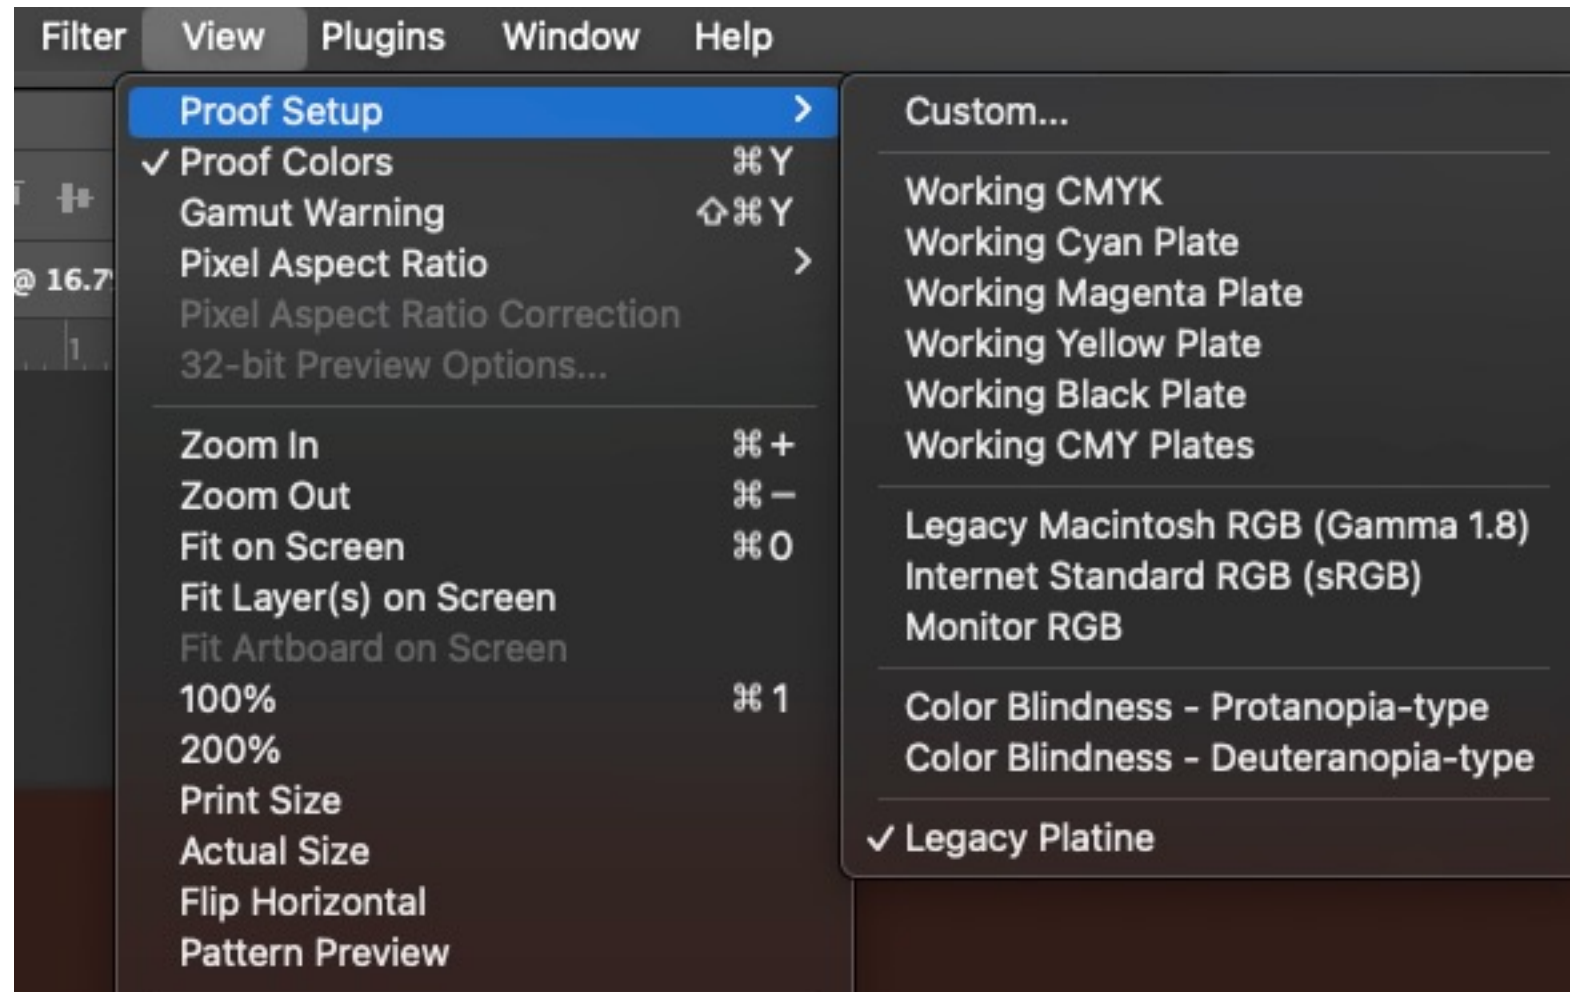 Filter View Plugins Window Help
Proof Setup
Proof Colors ⌘Y
Gamut Warning ⇧⌘Y
Pixel Aspect Ratio
Pixel Aspect Ratio Correction
32-bit Preview Options...
Zoom In ⌘+
Zoom Out ⌘−
Fit on Screen ⌘0
Fit Layer(s) on Screen
Fit Artboard on Screen
100% ⌘1
200%
Print Size
Actual Size
Flip Horizontal
Pattern Preview
Custom...
Working CMYK
Working Cyan Plate
Working Magenta Plate
Working Yellow Plate
Working Black Plate
Working CMY Plates
Legacy Macintosh RGB (Gamma 1.8)
Internet Standard RGB (sRGB)
Monitor RGB
Color Blindness - Protanopia-type
Color Blindness - Deuteranopia-type
Legacy Platine
@ 16.7
1